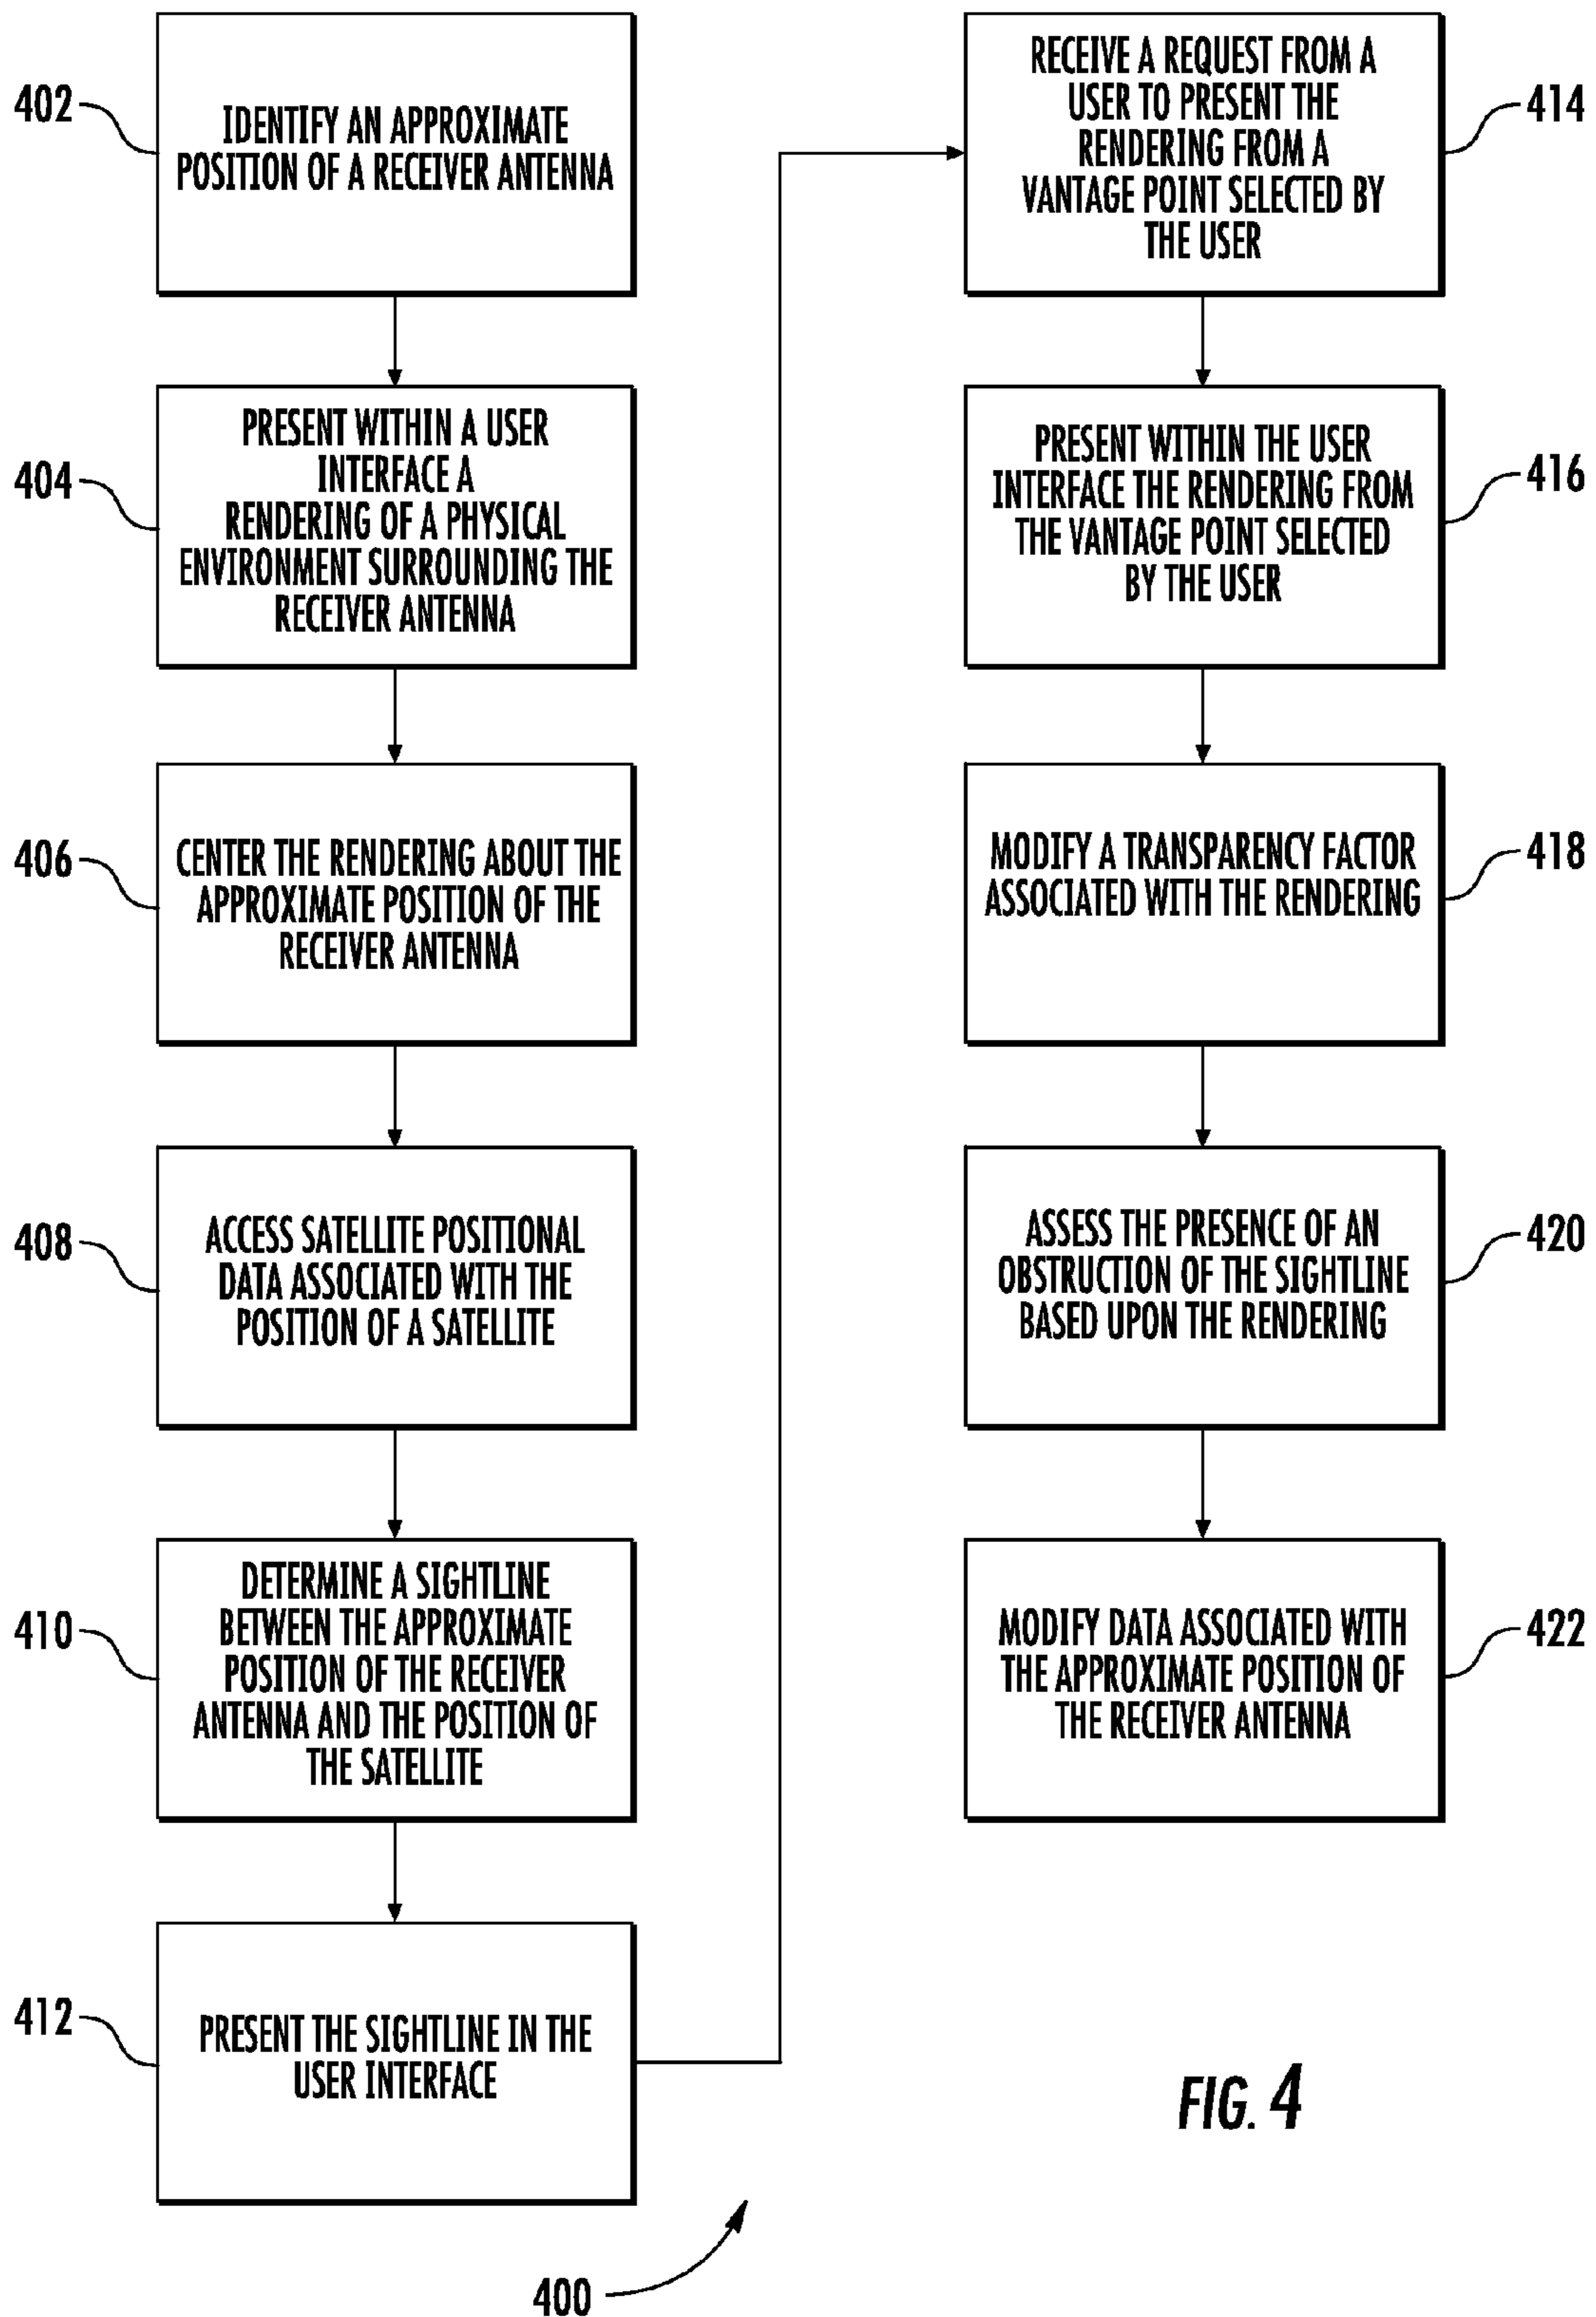 402
IDENTIFY AN APPROXIMATE
POSITION OF A RECEIVER ANTENNA
404
PRESENT WITHIN A USER
INTERFACE A
RENDERING OF A PHYSICAL
ENVIRONMENT SURROUNDING THE
RECEIVER ANTENNA
406
CENTER THE RENDERING ABOUT THE
APPROXIMATE POSITION OF THE
RECEIVER ANTENNA
408
ACCESS SATELLITE POSITIONAL
DATA ASSOCIATED WITH THE
POSITION OF A SATELLITE
410
DETERMINE A SIGHTLINE
BETWEEN THE APPROXIMATE
POSITION OF THE RECEIVER
ANTENNA AND THE POSITION OF
THE SATELLITE
412
PRESENT THE SIGHTLINE IN THE
USER INTERFACE
414
RECEIVE A REQUEST FROM A
USER TO PRESENT THE
RENDERING FROM A
VANTAGE POINT SELECTED BY
THE USER
416
PRESENT WITHIN THE USER
INTERFACE THE RENDERING FROM
THE VANTAGE POINT SELECTED
BY THE USER
418
MODIFY A TRANSPARENCY FACTOR
ASSOCIATED WITH THE RENDERING
420
ASSESS THE PRESENCE OF AN
OBSTRUCTION OF THE SIGHTLINE
BASED UPON THE RENDERING
422
MODIFY DATA ASSOCIATED WITH
THE APPROXIMATE POSITION OF
THE RECEIVER ANTENNA
400
FIG. 4